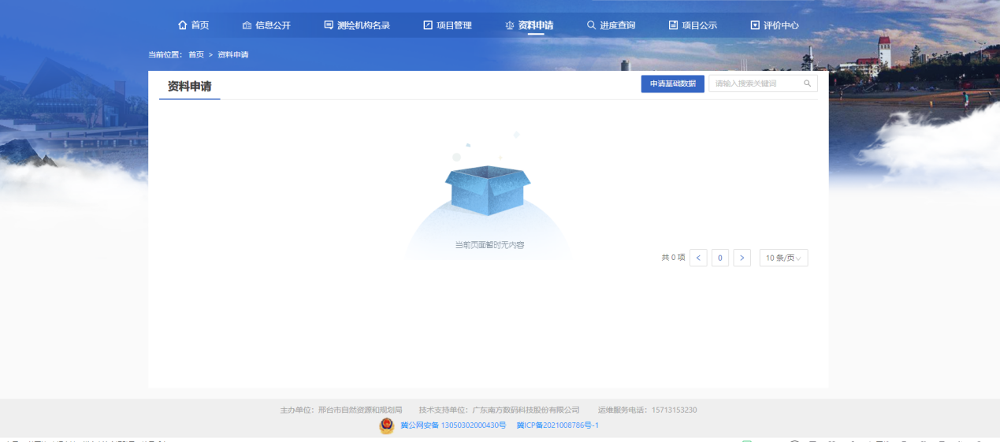 首页 信息公开 测绘机构名录 项目管理 资料申请 进度查询 项目公示 评价中心
当前位置： 首页 > 资料申请
资料申请 申请基础数据 请输入搜索关键词
当前页面暂时无内容
共 0 项 < 0 > 10 条/页
主办单位：邢台市自然资源和规划局 技术支持单位：广东南方数码科技股份有限公司 运维服务电话：15713153230
冀公网安备 13050302000430号 冀ICP备2021008786号-1